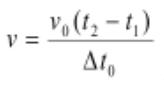 v = v₀(t₂ − t₁) / Δt₀